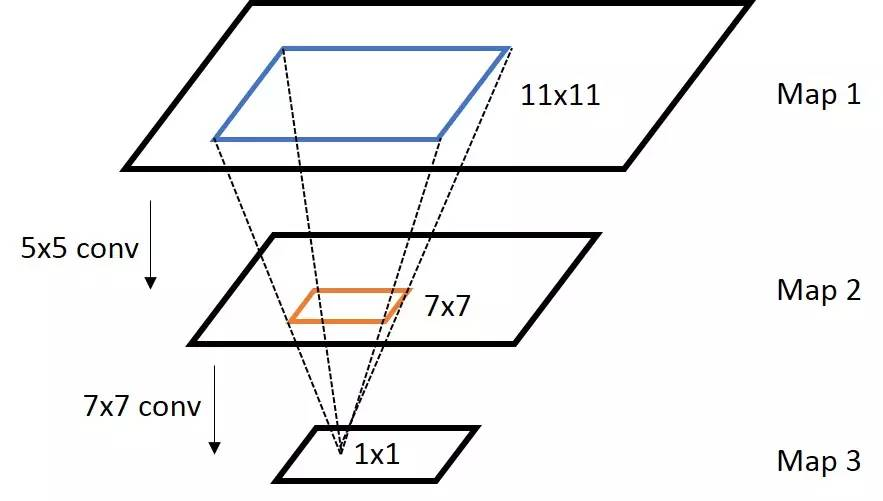 11x11
Map 1
5x5 conv
7x7
Map 2
7x7 conv
1x1
Map 3